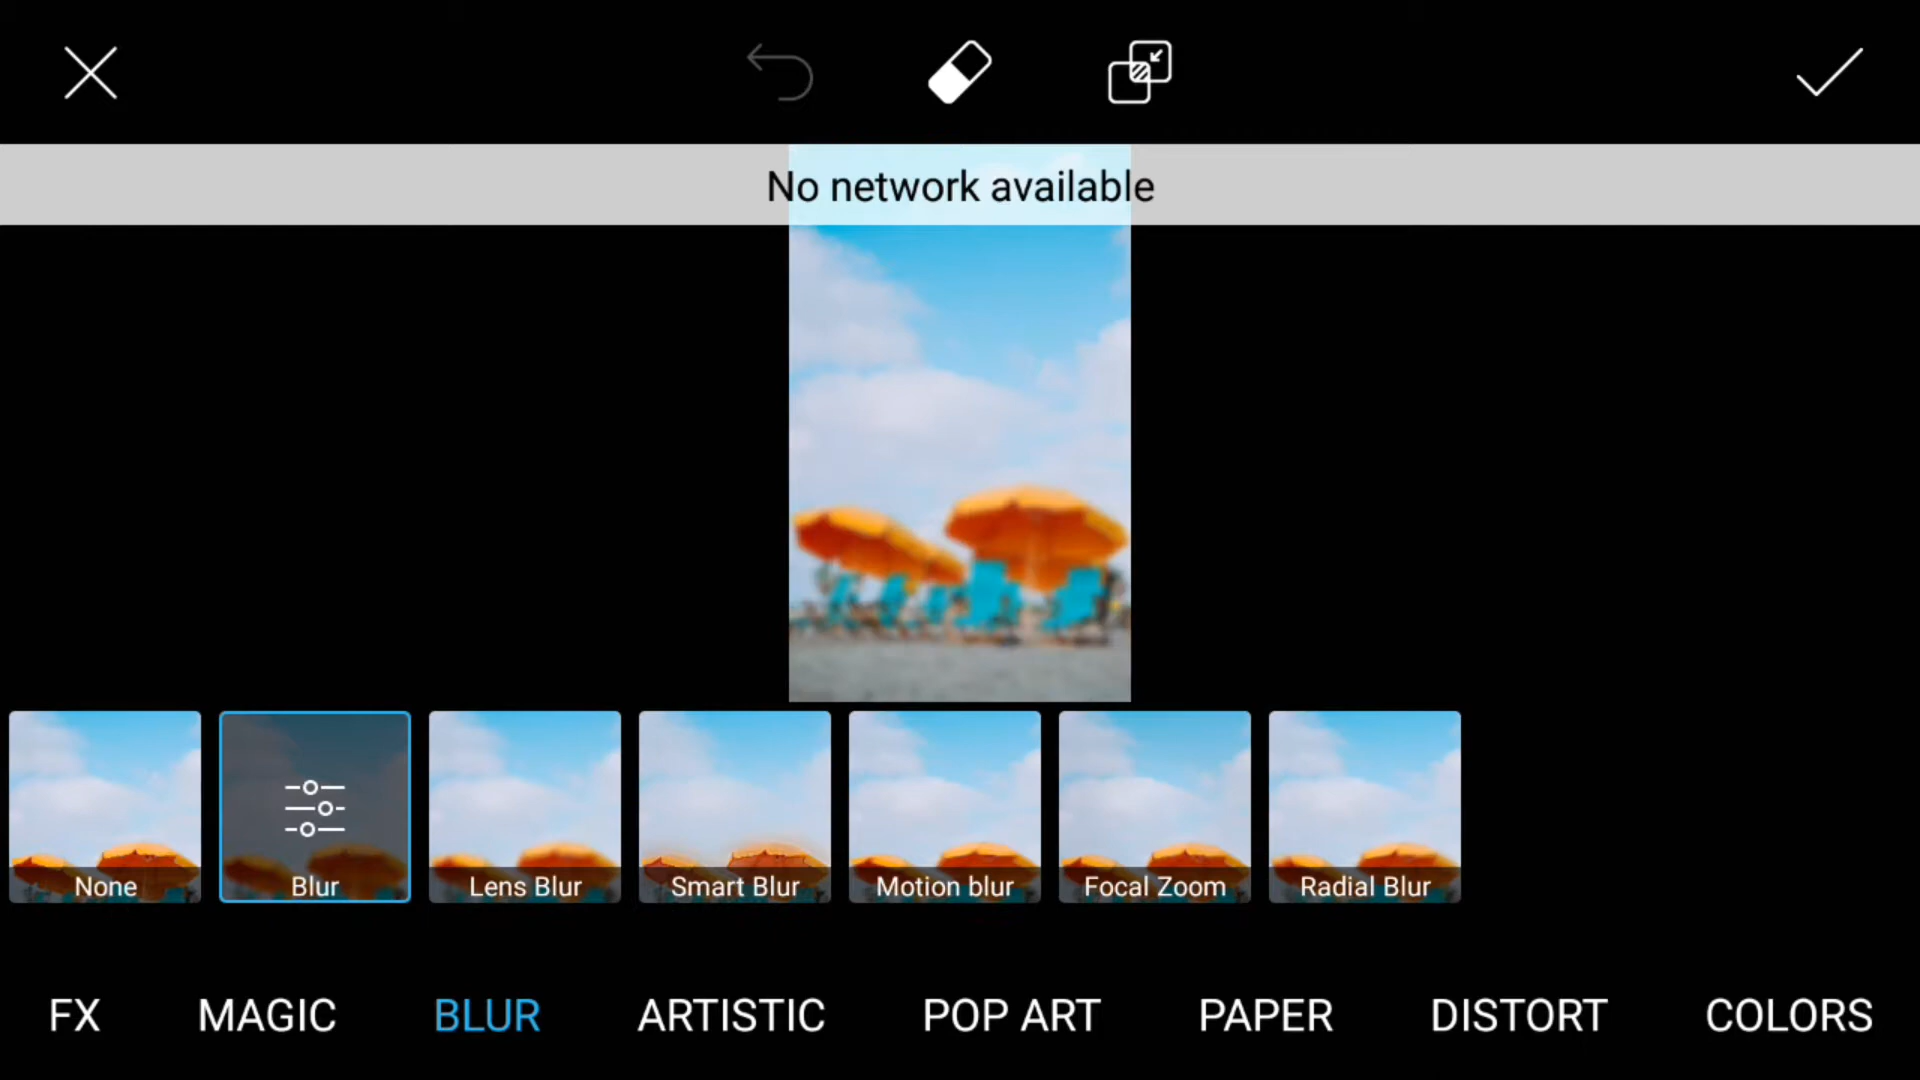 No network available
None
Blur
Lens Blur
Smart Blur
Motion blur
Focal Zoom
Radial Blur
FX
MAGIC
BLUR
ARTISTIC
POP ART
PAPER
DISTORT
COLORS